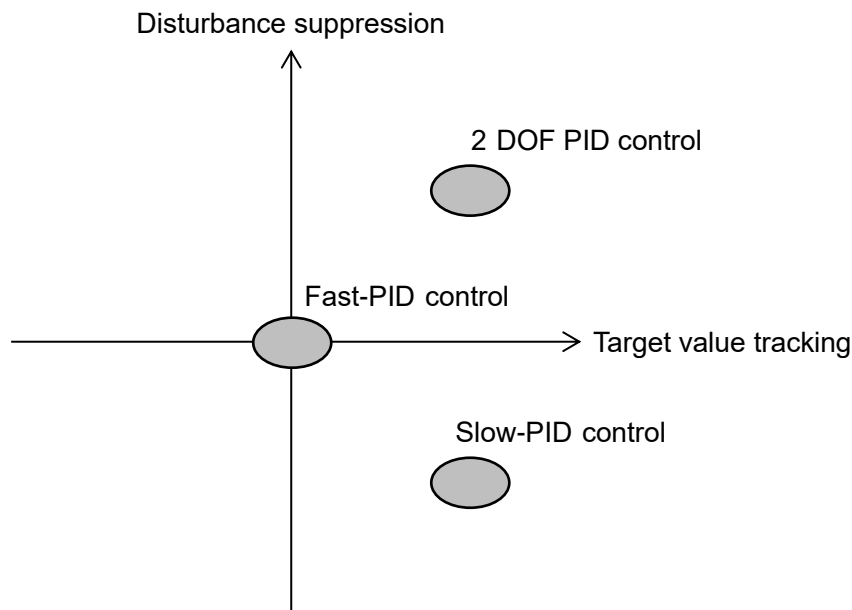 Disturbance suppression
2 DOF PID control
Fast-PID control
Target value tracking
Slow-PID control